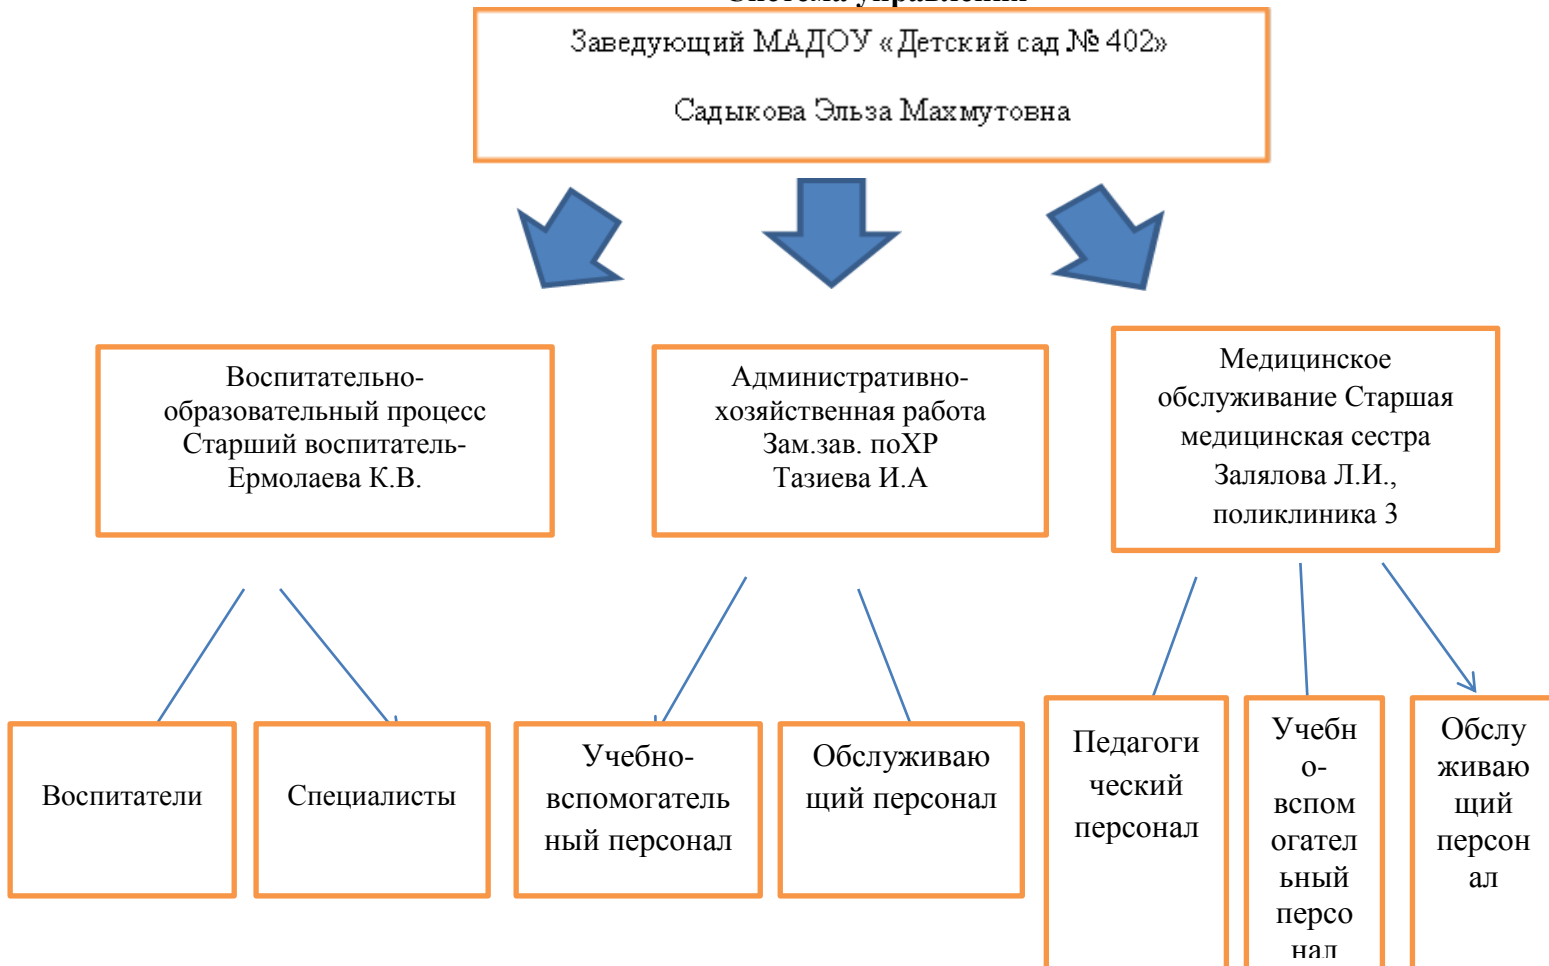 Система управления
Заведующий МАДОУ «Детский сад № 402»
Садыкова Эльза Махмутовна
Воспитательно-
образовательный процесс
Старший воспитатель-
Ермолаева К.В.
Административно-
хозяйственная работа
Зам.зав. поХР
Тазиева И.А
Медицинское
обслуживание Старшая
медицинская сестра
Залялова Л.И.,
поликлиника 3
Воспитатели
Специалисты
Учебно-
вспомогатель
ный персонал
Обслуживаю
щий персонал
Педагоги
ческий
персонал
Учебн
о-
вспом
огател
ьный
персо
нал
Обслу
живаю
щий
персон
ал